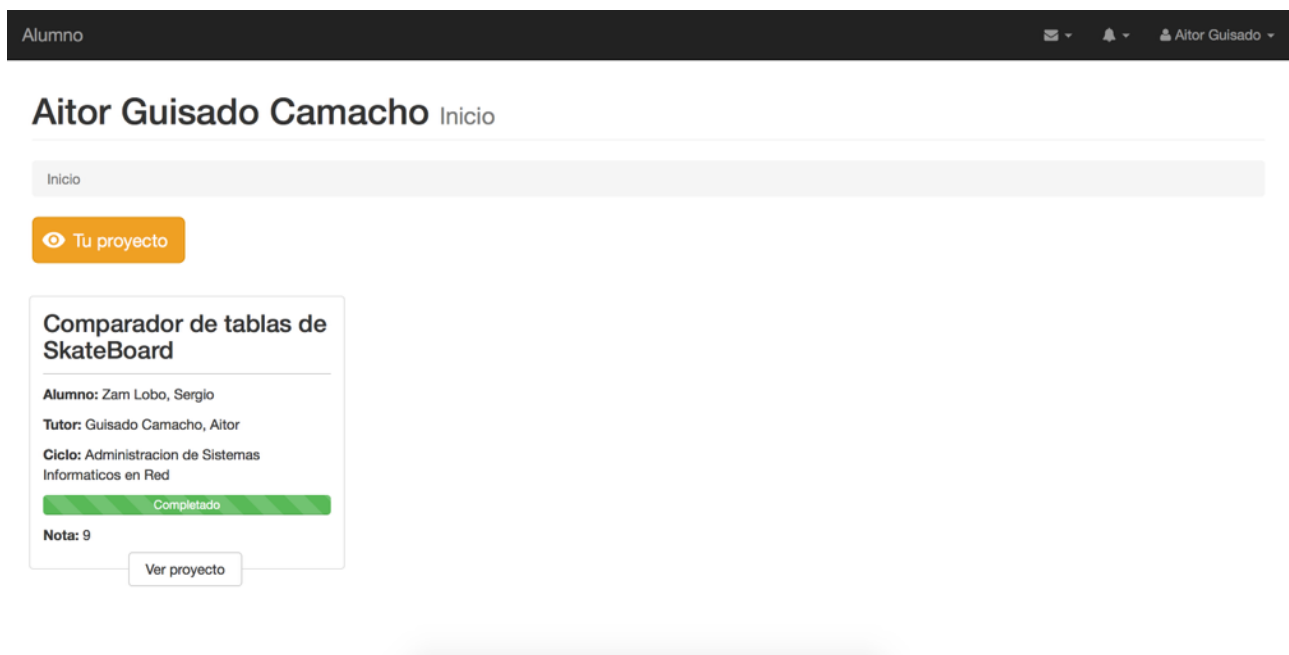 Alumno
Aitor Guisado
Aitor Guisado Camacho Inicio
Inicio
Tu proyecto
Comparador de tablas de
SkateBoard
Alumno: Zam Lobo, Sergio
Tutor: Guisado Camacho, Aitor
Ciclo: Administracion de Sistemas
Informaticos en Red
Completado
Nota: 9
Ver proyecto